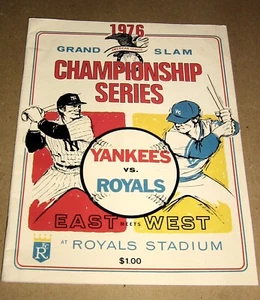 1976
GRAND SLAM
CHAMPIONSHIP
SERIES
YANKEES
vs.
ROYALS
EAST MEETS WEST
AT ROYALS STADIUM
R
$1.00